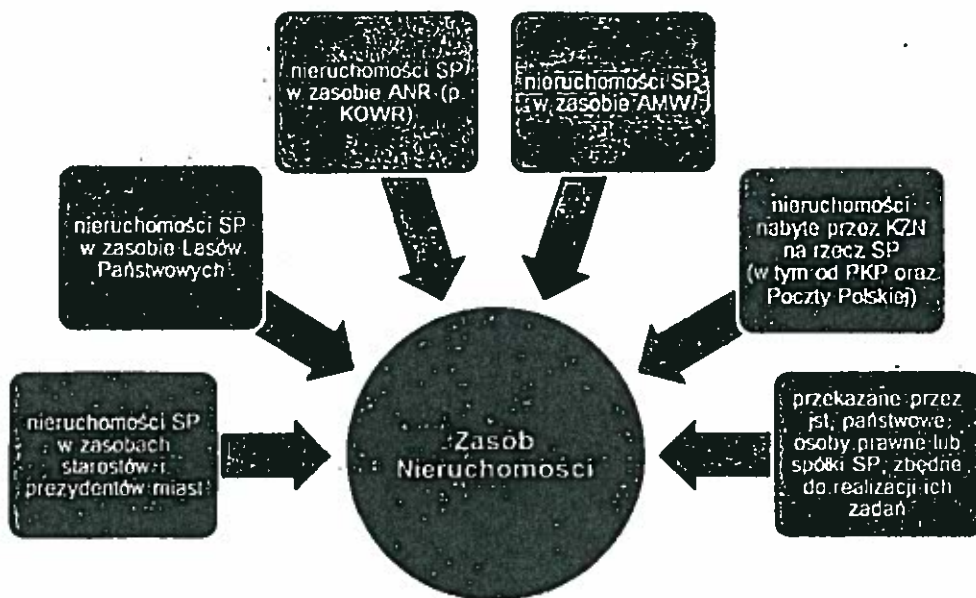 nieruchomości SP
w zasobie ANR (p.
KOWR)
nieruchomości SP
w zasobie AMW
nieruchomości SP
w zasobie Lasów
Państwowych
nieruchomości
nabyte przez KZN
na rzecz SP
(w tym od PKP oraz
Poczty Polskiej)
nieruchomości SP
w zasobach
starostów i
prezydentów miast
przekazane przez
jst, państwowe
osoby prawne lub
spółki SP, zbędne
do realizacji ich
zadań
Zasób
Nieruchomości